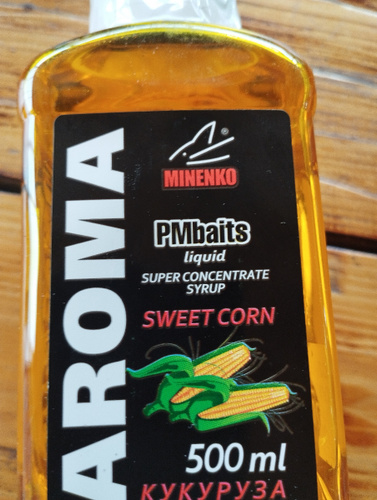 AROMA
®
MINENKO
PMbaits
liquid
SUPER CONCENTRATE
SYRUP
SWEET CORN
500 ml
КУКУРУЗА